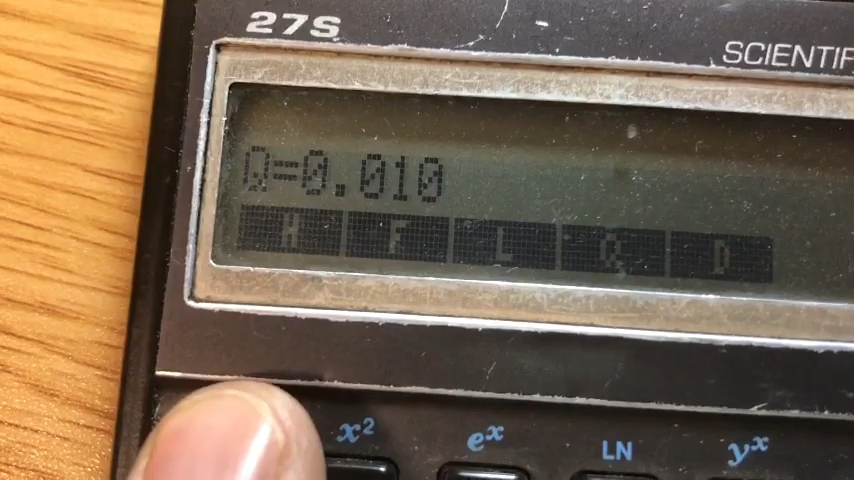 27S
SCIENTIF
Q=0.010
H F L Q D
x² eˣ LN yˣ